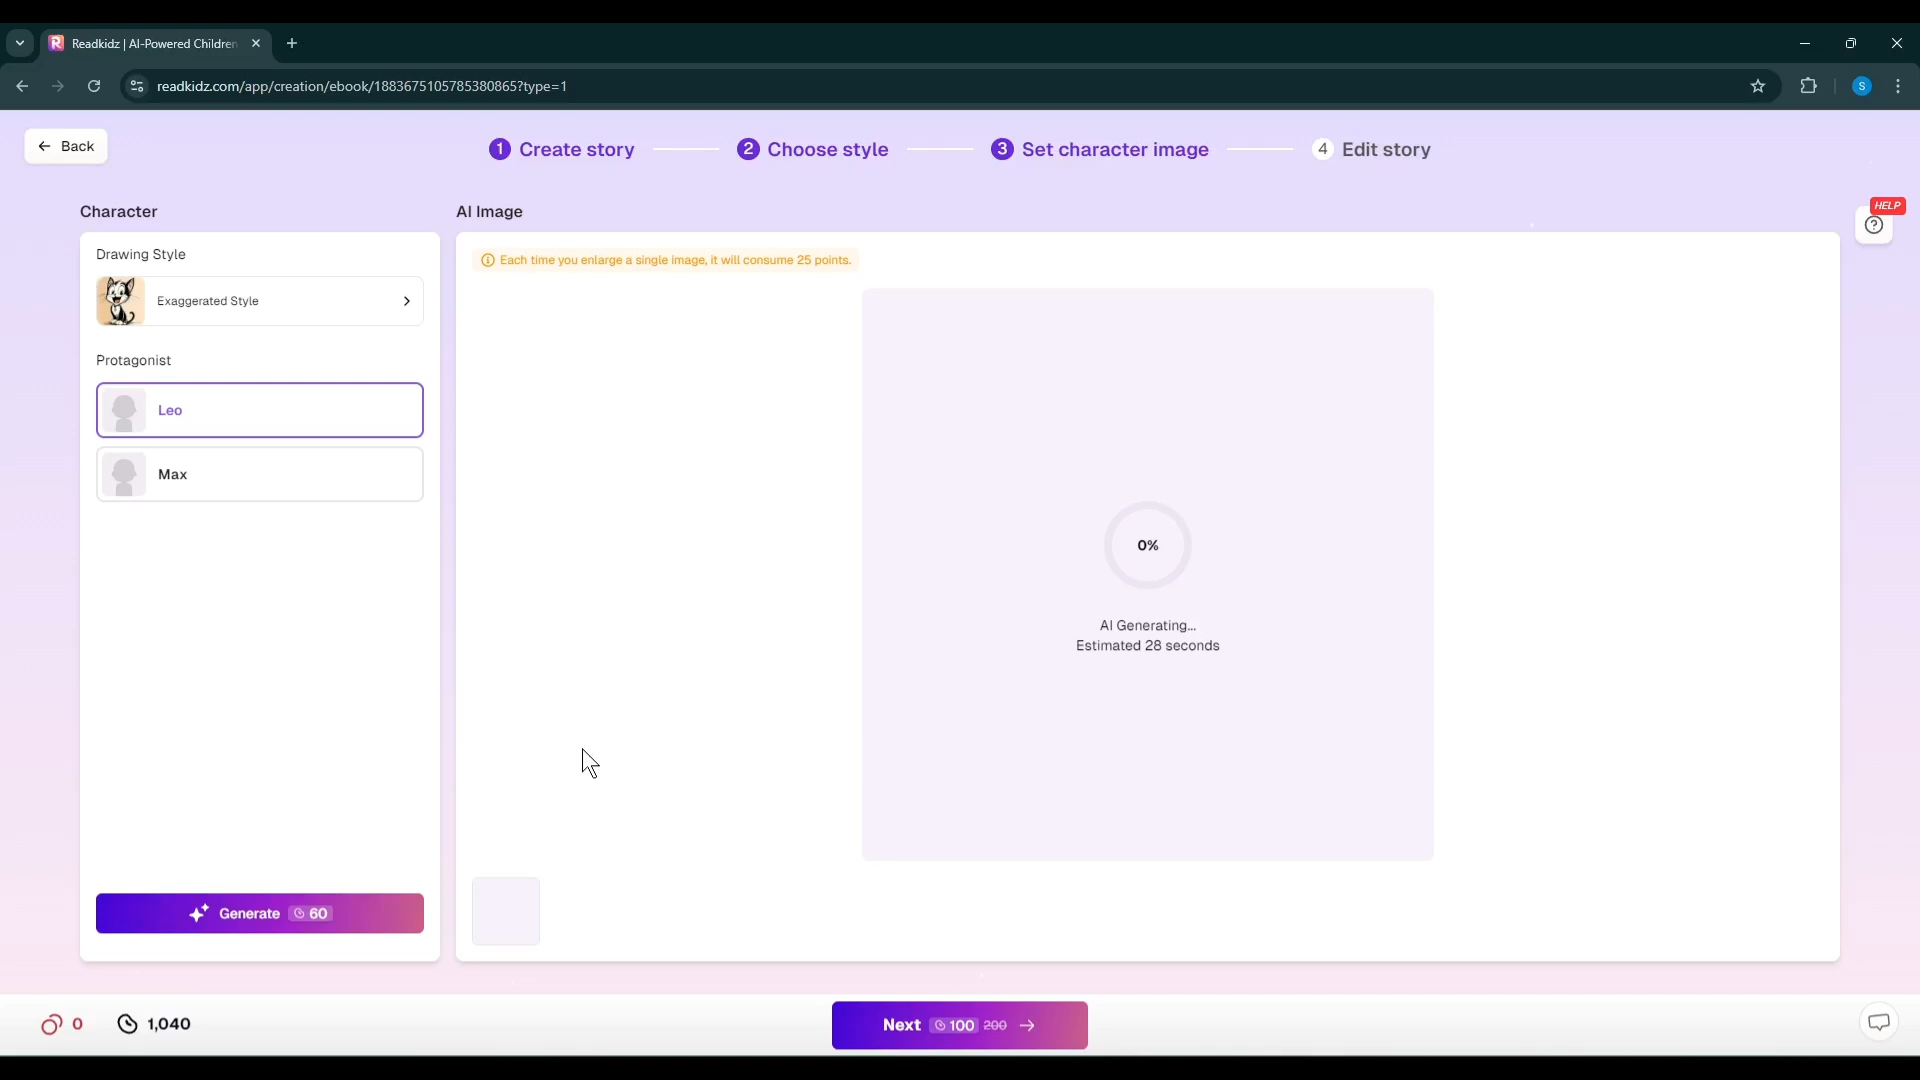 Readkidz | AI-Powered Children
readkidz.com/app/creation/ebook/1883675105785380865?type=1
S
Back
1 Create story
2 Choose style
3 Set character image
4 Edit story
HELP
Character
AI Image
Drawing Style
Exaggerated Style
Each time you enlarge a single image, it will consume 25 points.
Protagonist
Leo
Max
0%
AI Generating...
Estimated 28 seconds
Generate 60
0
1,040
Next 100 200